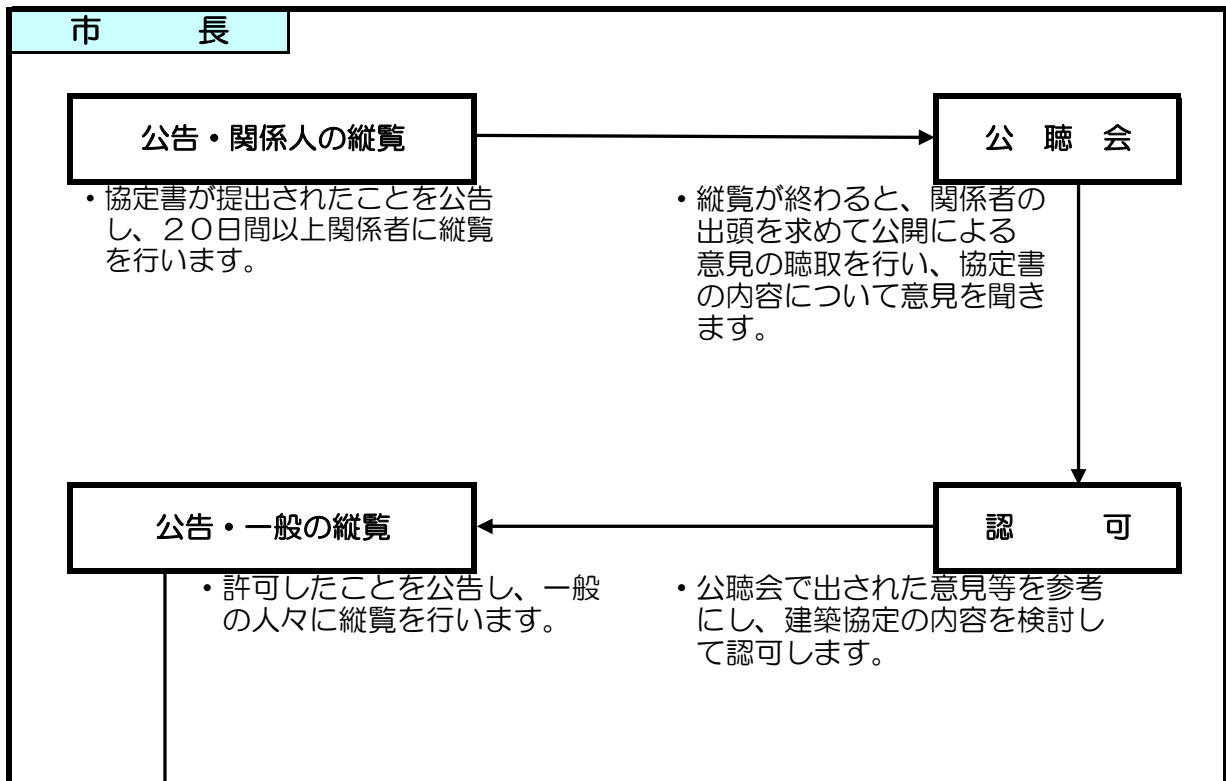 市　長
公告・関係人の縦覧
・協定書が提出されたことを公告
し、２０日間以上関係者に縦覧
を行います。
公　聴　会
・縦覧が終わると、関係者の
出頭を求めて公開による
意見の聴取を行い、協定書
の内容について意見を聞き
ます。
公告・一般の縦覧
・許可したことを公告し、一般
の人々に縦覧を行います。
認　可
・公聴会で出された意見等を参考
にし、建築協定の内容を検討し
て認可します。